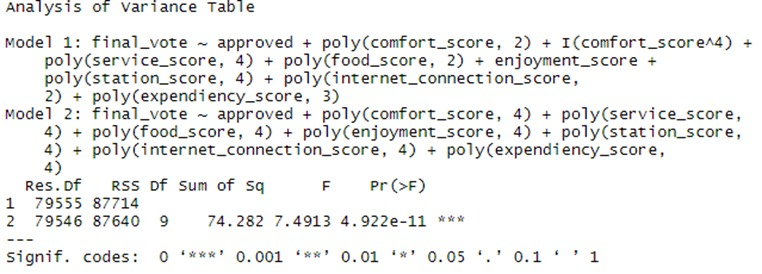 Analysis of Variance Table
Model 1: final_vote ~ approved + poly(comfort_score, 2) + I(comfort_score^4) +
poly(service_score, 4) + poly(food_score, 2) + enjoyment_score +
poly(station_score, 4) + poly(internet_connection_score,
2) + poly(expendiency_score, 3)
Model 2: final_vote ~ approved + poly(comfort_score, 4) + poly(service_score,
4) + poly(food_score, 4) + poly(enjoyment_score, 4) + poly(station_score,
4) + poly(internet_connection_score, 4) + poly(expendiency_score,
4)
Res.Df RSS Df Sum of Sq F Pr(>F)
1 79555 87714
2 79546 87640 9 74.282 7.4913 4.922e-11 ***
---
Signif. codes: 0 ‘***’ 0.001 ‘**’ 0.01 ‘*’ 0.05 ‘.’ 0.1 ‘ ’ 1